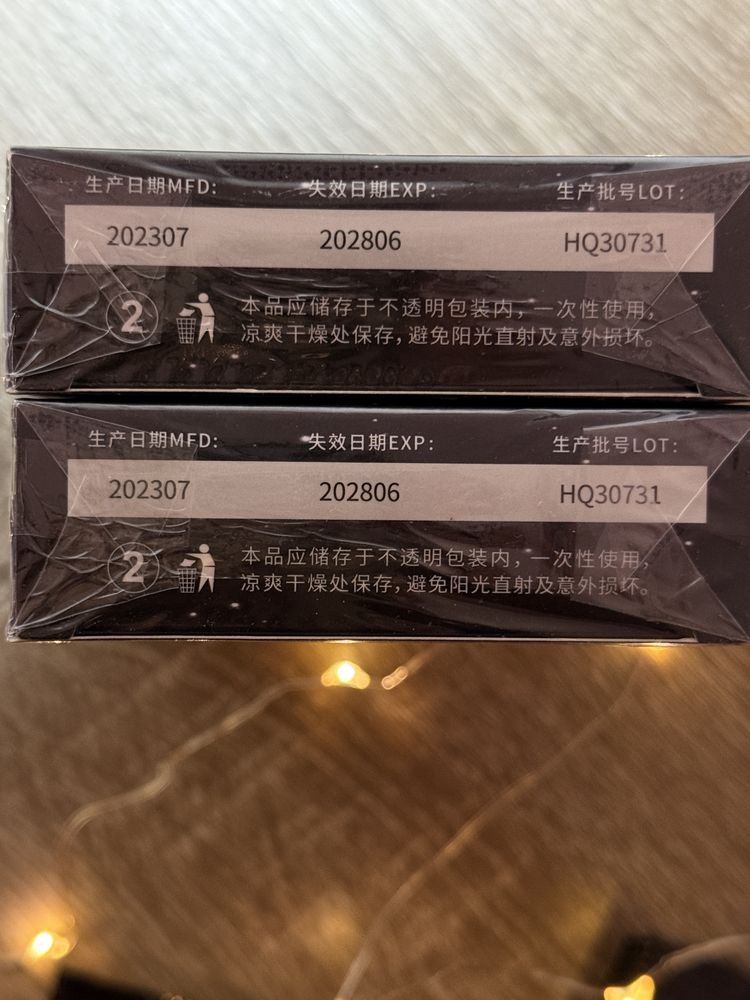 生产日期MFD: 失效日期EXP: 生产批号LOT:
202307 202806 HQ30731
2 本品应储存于不透明包装内，一次性使用，
凉爽干燥处保存，避免阳光直射及意外损坏。
生产日期MFD: 失效日期EXP: 生产批号LOT:
202307 202806 HQ30731
2 本品应储存于不透明包装内，一次性使用，
凉爽干燥处保存，避免阳光直射及意外损坏。